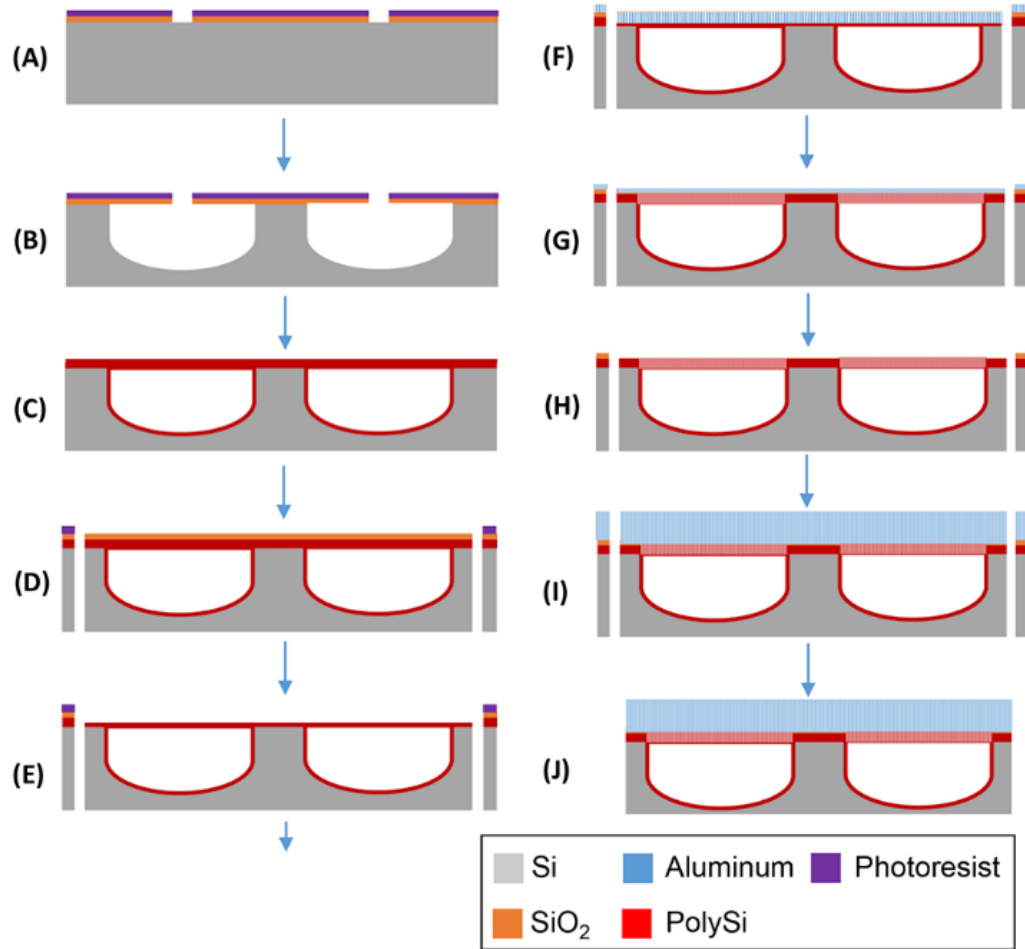 (A)
(B)
(C)
(D)
(E)
(F)
(G)
(H)
(I)
(J)
Si Aluminum Photoresist
SiO₂ PolySi